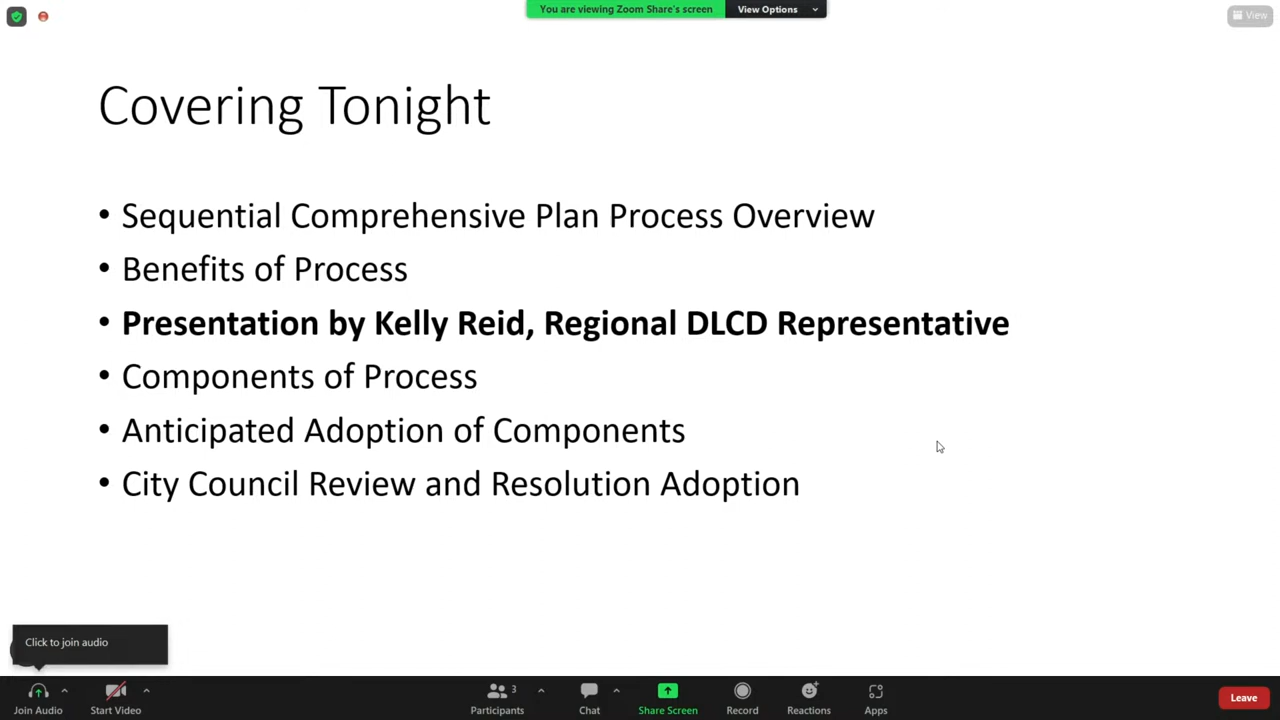 You are viewing Zoom Share's screen
View Options
View
Covering Tonight
• Sequential Comprehensive Plan Process Overview
• Benefits of Process
• Presentation by Kelly Reid, Regional DLCD Representative
• Components of Process
• Anticipated Adoption of Components
• City Council Review and Resolution Adoption
Click to join audio
Join Audio
Start Video
Participants
3
Chat
Share Screen
Record
Reactions
Apps
Leave